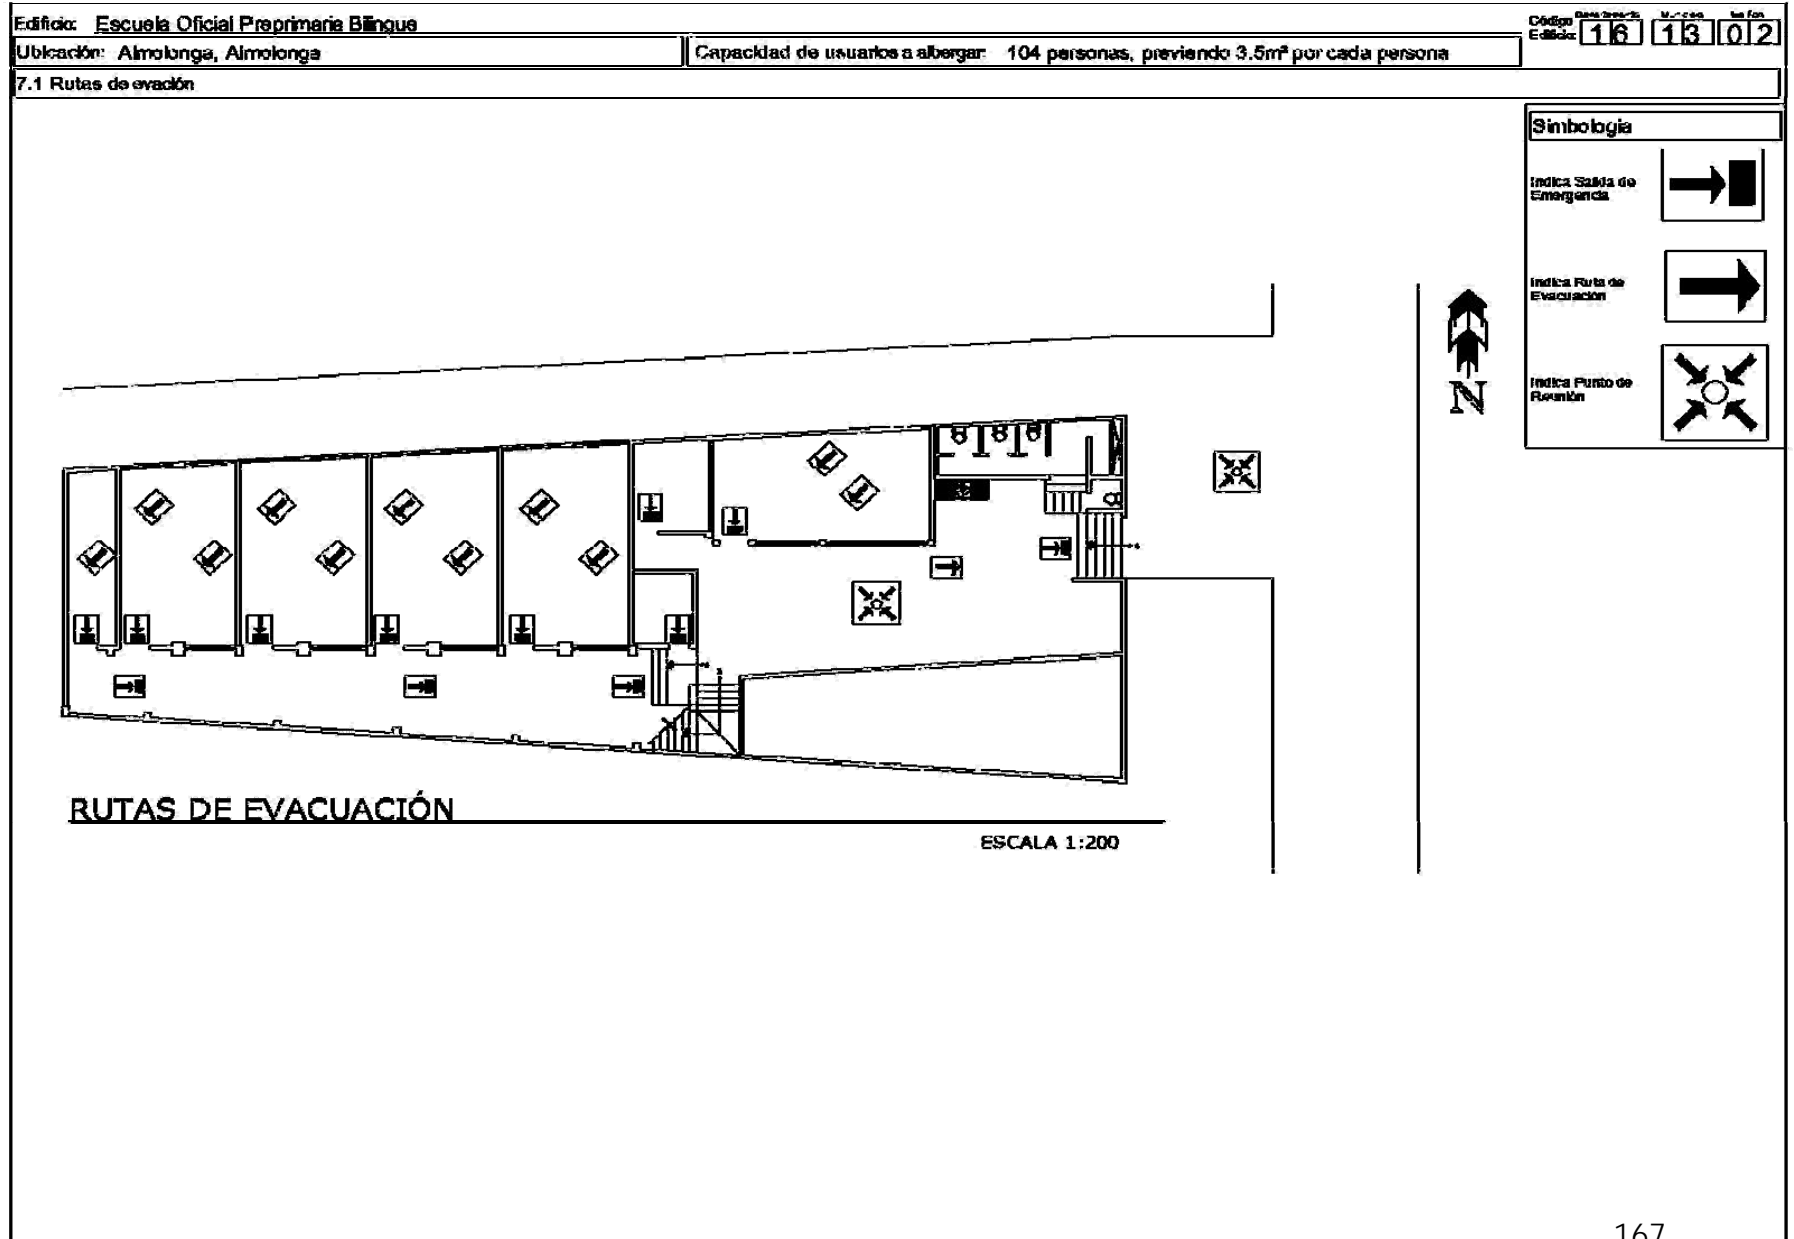 Edificio: Escuela Oficial Preprimaria Bilingue
Código Edificio: 16 13 02
Ubicación: Almolonga, Almolonga
Capacidad de usuarios a albergar: 104 personas, previendo 3.5m² por cada persona
7.1 Rutas de evación
Simbologia
Indica Salida de
Emergencia
Indica Ruta de
Evacuación
Indica Punto de
Reunión
N
RUTAS DE EVACUACIÓN
ESCALA 1:200
167